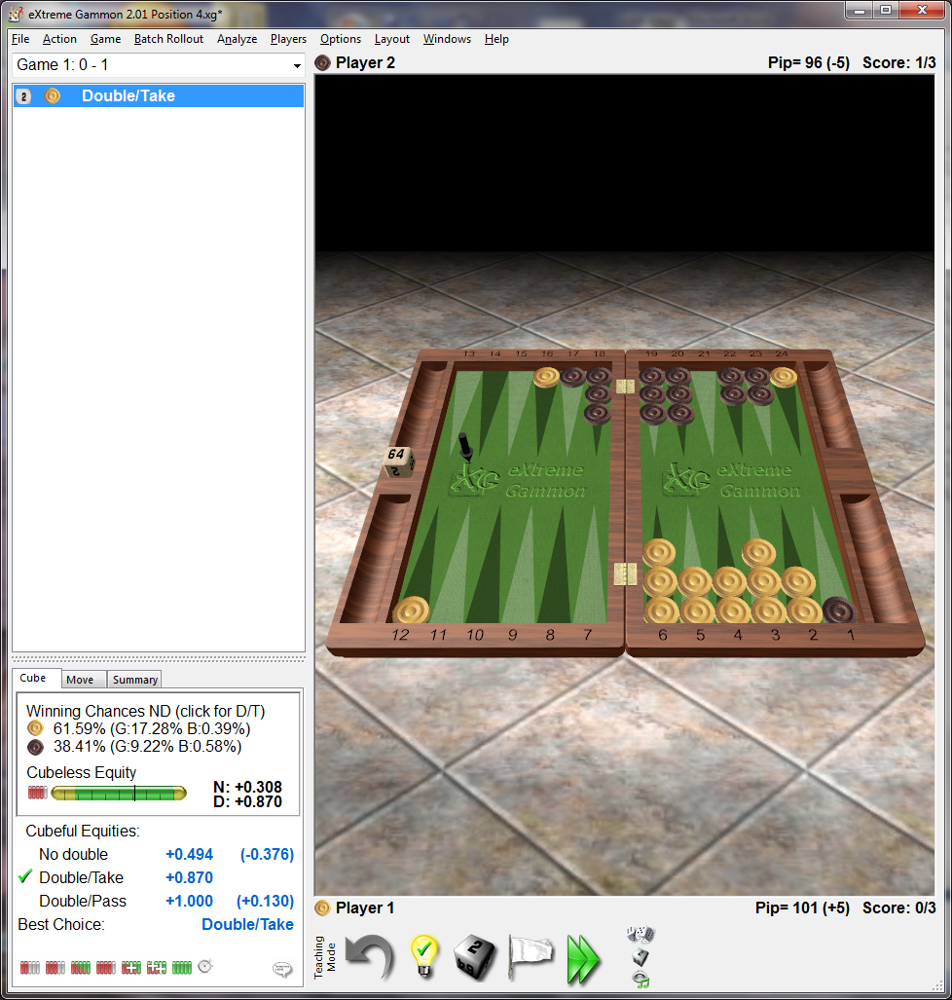 eXtreme Gammon 2.01 Position 4.xg*
File Action Game Batch Rollout Analyze Players Options Layout Windows Help
Game 1: 0 - 1
Player 2 Pip= 96 (-5) Score: 1/3
2 Double/Take
13 14 15 16 17 18 19 20 21 22 23 24
64
2
eXtreme Gammon
eXtreme Gammon
12 11 10 9 8 7 6 5 4 3 2 1
Cube Move Summary
Winning Chances ND (click for D/T)
61.59% (G:17.28% B:0.39%)
38.41% (G:9.22% B:0.58%)
Cubeless Equity
N: +0.308
D: +0.870
Cubeful Equities:
No double +0.494 (-0.376)
Double/Take +0.870
Double/Pass +1.000 (+0.130)
Best Choice: Double/Take
Player 1 Pip= 101 (+5) Score: 0/3
Teaching
Mode
2